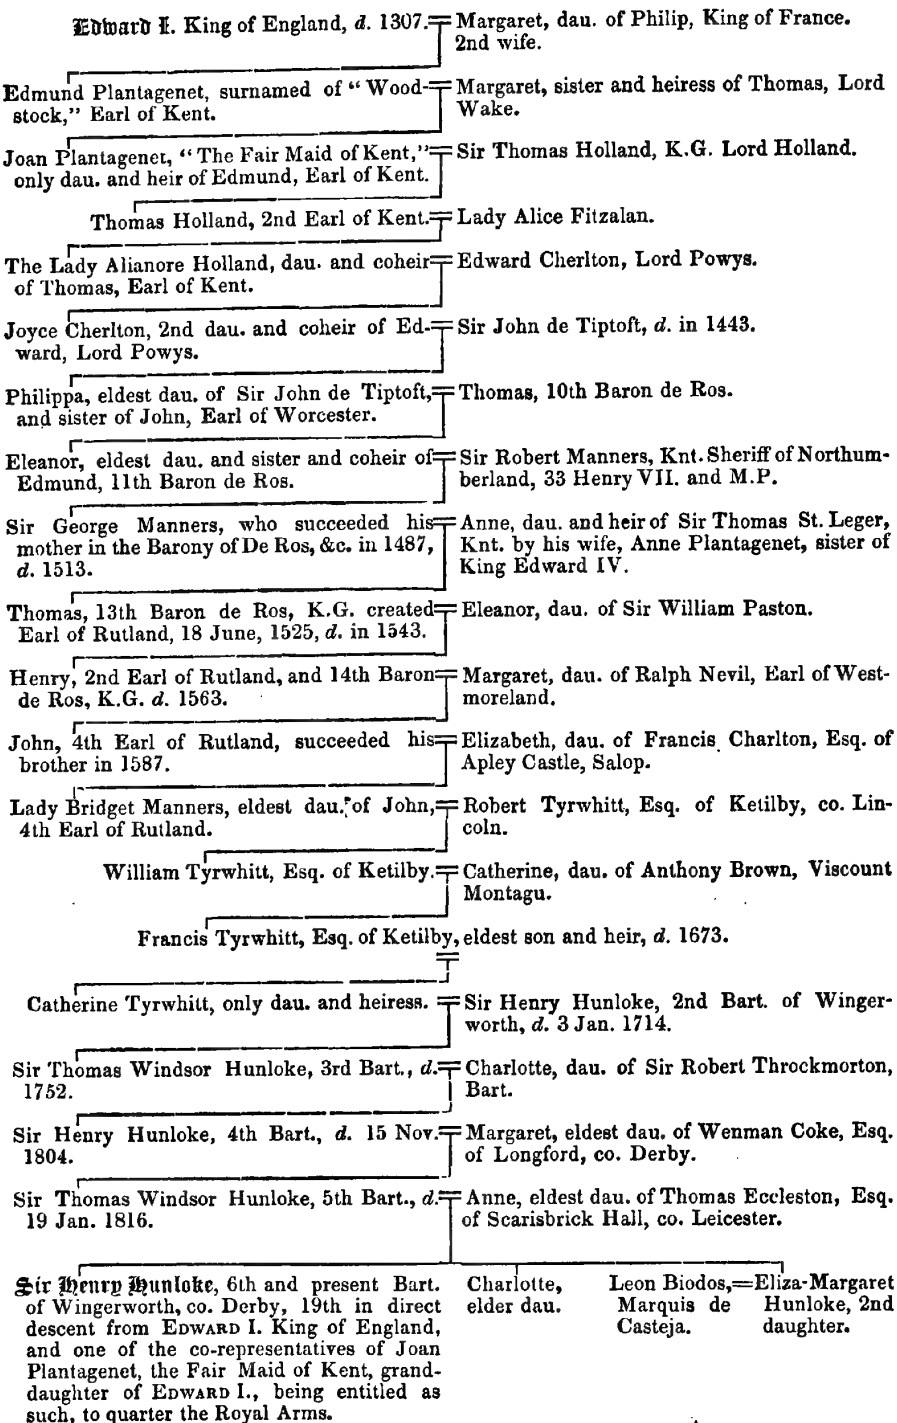 Edward I. King of England, d. 1307.
Margaret, dau. of Philip, King of France.
2nd wife.
Edmund Plantagenet, surnamed of "Wood-
stock," Earl of Kent.
Margaret, sister and heiress of Thomas, Lord
Wake.
Joan Plantagenet, "The Fair Maid of Kent,"
only dau. and heir of Edmund, Earl of Kent.
Sir Thomas Holland, K.G. Lord Holland.
Thomas Holland, 2nd Earl of Kent.
Lady Alice Fitzalan.
The Lady Alianore Holland, dau. and coheir
of Thomas, Earl of Kent.
Edward Cherlton, Lord Powys.
Joyce Cherlton, 2nd dau. and coheir of Ed-
ward, Lord Powys.
Sir John de Tiptoft, d. in 1443.
Philippa, eldest dau. of Sir John de Tiptoft,
and sister of John, Earl of Worcester.
Thomas, 10th Baron de Ros.
Eleanor, eldest dau. and sister and coheir of
Edmund, 11th Baron de Ros.
Sir Robert Manners, Knt. Sheriff of Northum-
berland, 33 Henry VII. and M.P.
Sir George Manners, who succeeded his
mother in the Barony of De Ros, &c. in 1487,
d. 1513.
Anne, dau. and heir of Sir Thomas St. Leger,
Knt. by his wife, Anne Plantagenet, sister of
King Edward IV.
Thomas, 13th Baron de Ros, K.G. created
Earl of Rutland, 18 June, 1525, d. in 1543.
Eleanor, dau. of Sir William Paston.
Henry, 2nd Earl of Rutland, and 14th Baron
de Ros, K.G. d. 1563.
Margaret, dau. of Ralph Nevil, Earl of West-
moreland.
John, 4th Earl of Rutland, succeeded his
brother in 1587.
Elizabeth, dau. of Francis Charlton, Esq. of
Apley Castle, Salop.
Lady Bridget Manners, eldest dau. of John,
4th Earl of Rutland.
Robert Tyrwhitt, Esq. of Ketilby, co. Lin-
coln.
William Tyrwhitt, Esq. of Ketilby.
Catherine, dau. of Anthony Brown, Viscount
Montagu.
Francis Tyrwhitt, Esq. of Ketilby, eldest son and heir, d. 1673.
Catherine Tyrwhitt, only dau. and heiress.
Sir Henry Hunloke, 2nd Bart. of Winger-
worth, d. 3 Jan. 1714.
Sir Thomas Windsor Hunloke, 3rd Bart., d.
1752.
Charlotte, dau. of Sir Robert Throckmorton,
Bart.
Sir Henry Hunloke, 4th Bart., d. 15 Nov.
1804.
Margaret, eldest dau. of Wenman Coke, Esq.
of Longford, co. Derby.
Sir Thomas Windsor Hunloke, 5th Bart., d.
19 Jan. 1816.
Anne, eldest dau. of Thomas Eccleston, Esq.
of Scarisbrick Hall, co. Leicester.
Sir Henry Hunloke, 6th and present Bart.
of Wingerworth, co. Derby, 19th in direct
descent from EDWARD I. King of England,
and one of the co-representatives of Joan
Plantagenet, the Fair Maid of Kent, grand-
daughter of EDWARD I., being entitled as
such, to quarter the Royal Arms.
Charlotte,
elder dau.
Leon Biodos,
Marquis de
Casteja.
Eliza-Margaret
Hunloke, 2nd
daughter.